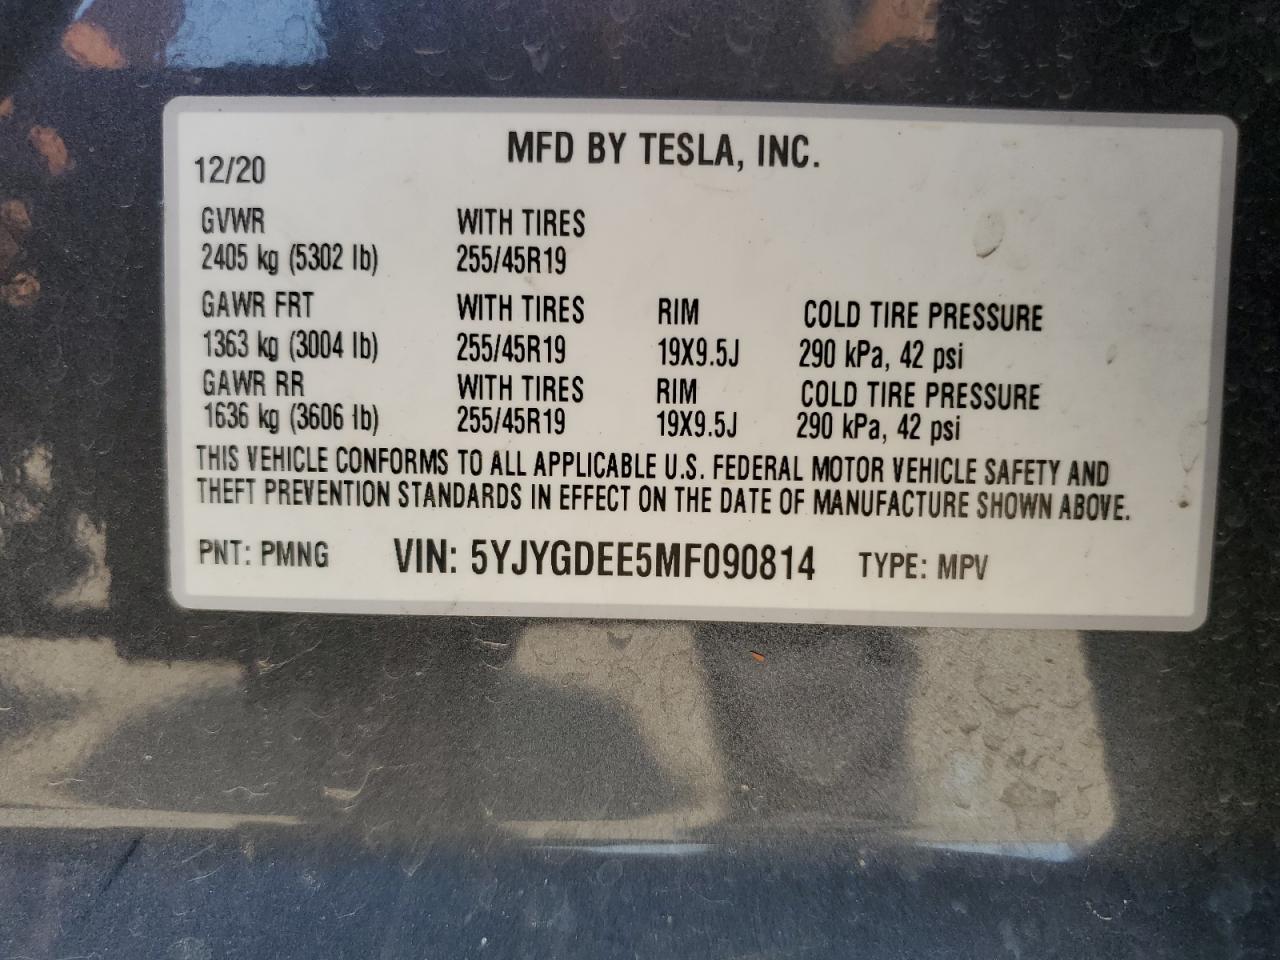 MFD BY TESLA, INC.
12/20
GVWR WITH TIRES
2405 kg (5302 lb) 255/45R19
GAWR FRT WITH TIRES RIM COLD TIRE PRESSURE
1363 kg (3004 lb) 255/45R19 19X9.5J 290 kPa, 42 psi
GAWR RR WITH TIRES RIM COLD TIRE PRESSURE
1636 kg (3606 lb) 255/45R19 19X9.5J 290 kPa, 42 psi
THIS VEHICLE CONFORMS TO ALL APPLICABLE U.S. FEDERAL MOTOR VEHICLE SAFETY AND
THEFT PREVENTION STANDARDS IN EFFECT ON THE DATE OF MANUFACTURE SHOWN ABOVE.
PNT: PMNG VIN: 5YJYGDEE5MF090814 TYPE: MPV